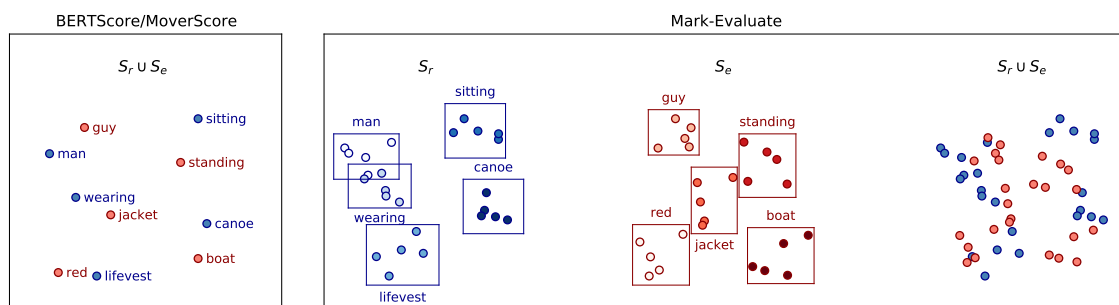 BERTScore/MoverScore
S_r ∪ S_e
guy
sitting
man
standing
wearing
jacket
canoe
boat
red
lifevest
Mark-Evaluate
S_r
sitting
man
canoe
wearing
lifevest
S_e
guy
standing
red
jacket
boat
S_r ∪ S_e